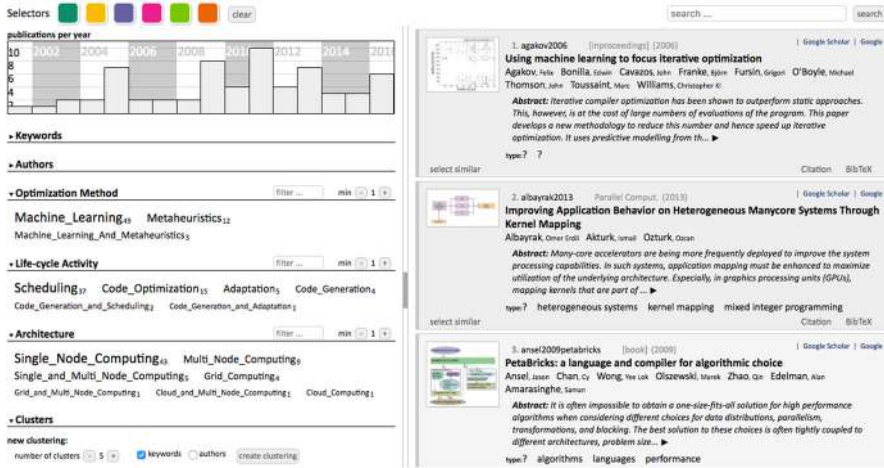 Selectors clear
publications per year
10 2002 2004 2006 2008 2010 2012 2014 2016
8
6
4
2
Keywords
Authors
Optimization Method filter ... min - 1 +
Machine_Learning49 Metaheuristics12
Machine_Learning_And_Metaheuristics3
Life-cycle Activity filter ... min - 1 +
Scheduling37 Code_Optimization15 Adaptation5 Code_Generation4
Code_Generation_and_Scheduling2 Code_Generation_and_Adaptation1
Architecture filter ... min - 1 +
Single_Node_Computing43 Multi_Node_Computing9
Single_and_Multi_Node_Computing5 Grid_Computing4
Grid_and_Multi_Node_Computing1 Cloud_and_Multi_Node_Computing1 Cloud_Computing1
Clusters
new clustering:
number of clusters - 5 + keywords authors create clustering
search ... search
1. agakov2006 [inproceedings] (2006) | Google Scholar | Google
Using machine learning to focus iterative optimization
Agakov, Felix Bonilla, Edwin Cavazos, John Franke, Björn Fursin, Grigori O'Boyle, Michael
Thomson, John Toussaint, Marc Williams, Christopher KI
Abstract: Iterative compiler optimization has been shown to outperform static approaches.
This, however, is at the cost of large numbers of evaluations of the program. This paper
develops a new methodology to reduce this number and hence speed up iterative
optimization. It uses predictive modelling from th... ▶
type:? ?
select similar Citation BibTeX
2. albayrak2013 Parallel Comput. (2013) | Google Scholar | Google
Improving Application Behavior on Heterogeneous Manycore Systems Through
Kernel Mapping
Albayrak, Omer Erdil Akturk, Ismail Ozturk, Ozcan
Abstract: Many-core accelerators are being more frequently deployed to improve the system
processing capabilities. In such systems, application mapping must be enhanced to maximize
utilization of the underlying architecture. Especially, in graphics processing units (GPUs),
mapping kernels that are part of ... ▶
type:? heterogeneous systems kernel mapping mixed integer programming
select similar Citation BibTeX
3. ansel2009petabricks [book] (2009) | Google Scholar | Google
PetaBricks: a language and compiler for algorithmic choice
Ansel, Jason Chan, Cy Wong, Yee Lok Olszewski, Marek Zhao, Qin Edelman, Alan
Amarasinghe, Saman
Abstract: It is often impossible to obtain a one-size-fits-all solution for high performance
algorithms when considering different choices for data distributions, parallelism,
transformations, and blocking. The best solution to these choices is often tightly coupled to
different architectures, problem size... ▶
type:? algorithms languages performance